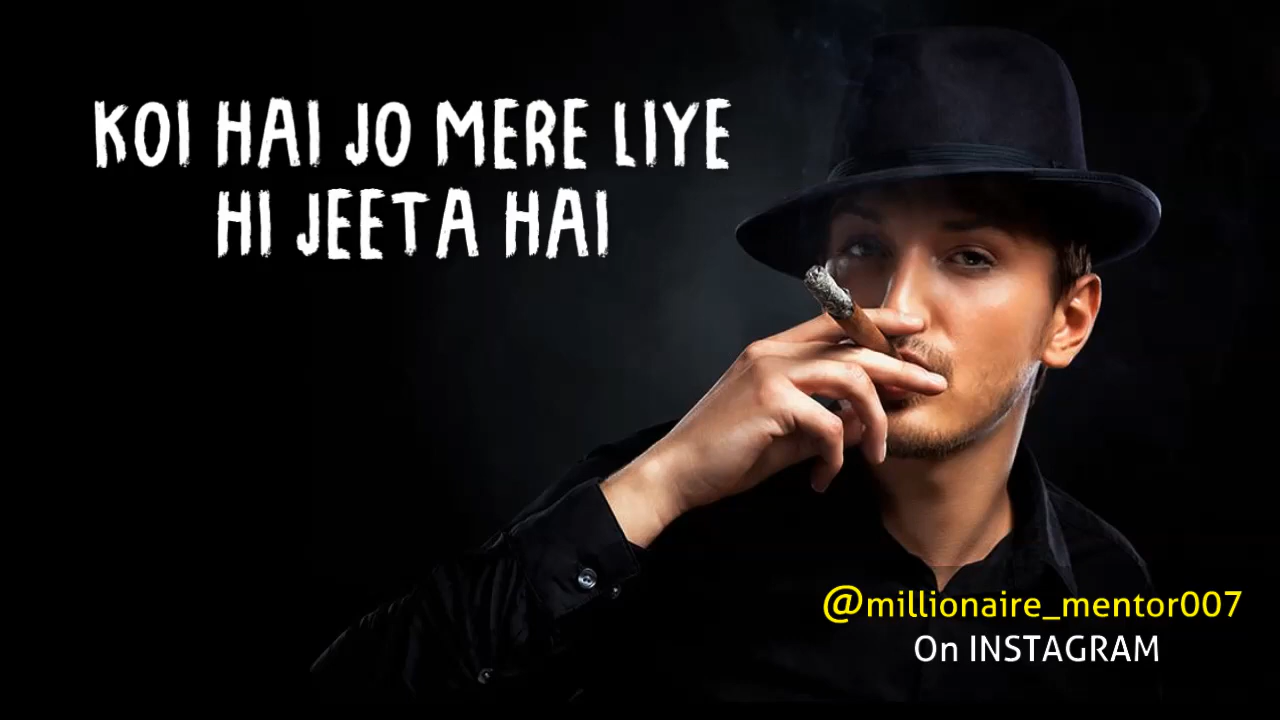 KOI HAI JO MERE LIYE
HI JEETA HAI
@millionaire_mentor007
On INSTAGRAM